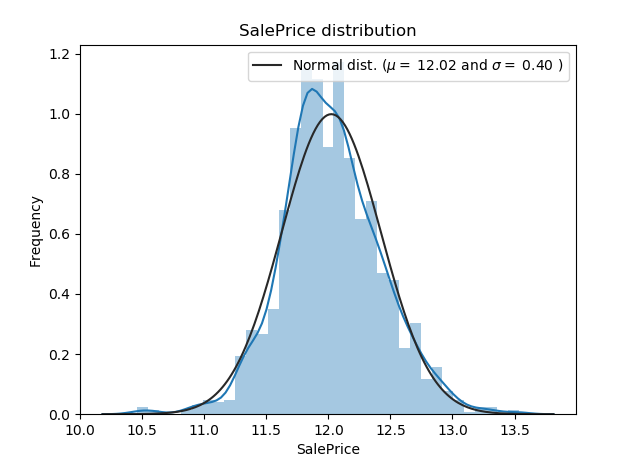 SalePrice distribution
Normal dist. (μ = 12.02 and σ = 0.40 )
1.2
1.0
0.8
0.6
0.4
0.2
0.0
Frequency
10.0 10.5 11.0 11.5 12.0 12.5 13.0 13.5
SalePrice